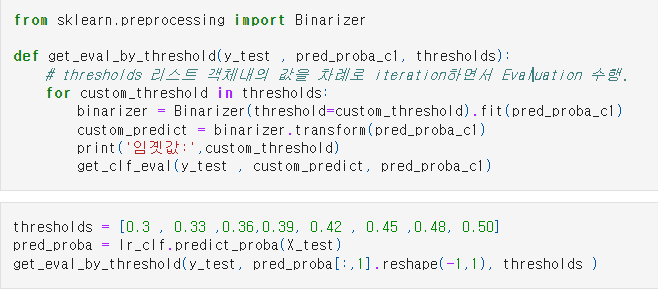 from sklearn.preprocessing import Binarizer
def get_eval_by_threshold(y_test , pred_proba_c1, thresholds):
    # thresholds 리스트 객체내의 값을 차례로 iteration하면서 Evaluation 수행.
    for custom_threshold in thresholds:
        binarizer = Binarizer(threshold=custom_threshold).fit(pred_proba_c1)
        custom_predict = binarizer.transform(pred_proba_c1)
        print('임곗값:',custom_threshold)
        get_clf_eval(y_test , custom_predict, pred_proba_c1)
thresholds = [0.3 , 0.33 ,0.36,0.39, 0.42 , 0.45 ,0.48, 0.50]
pred_proba = lr_clf.predict_proba(X_test)
get_eval_by_threshold(y_test, pred_proba[:,1].reshape(-1,1), thresholds )